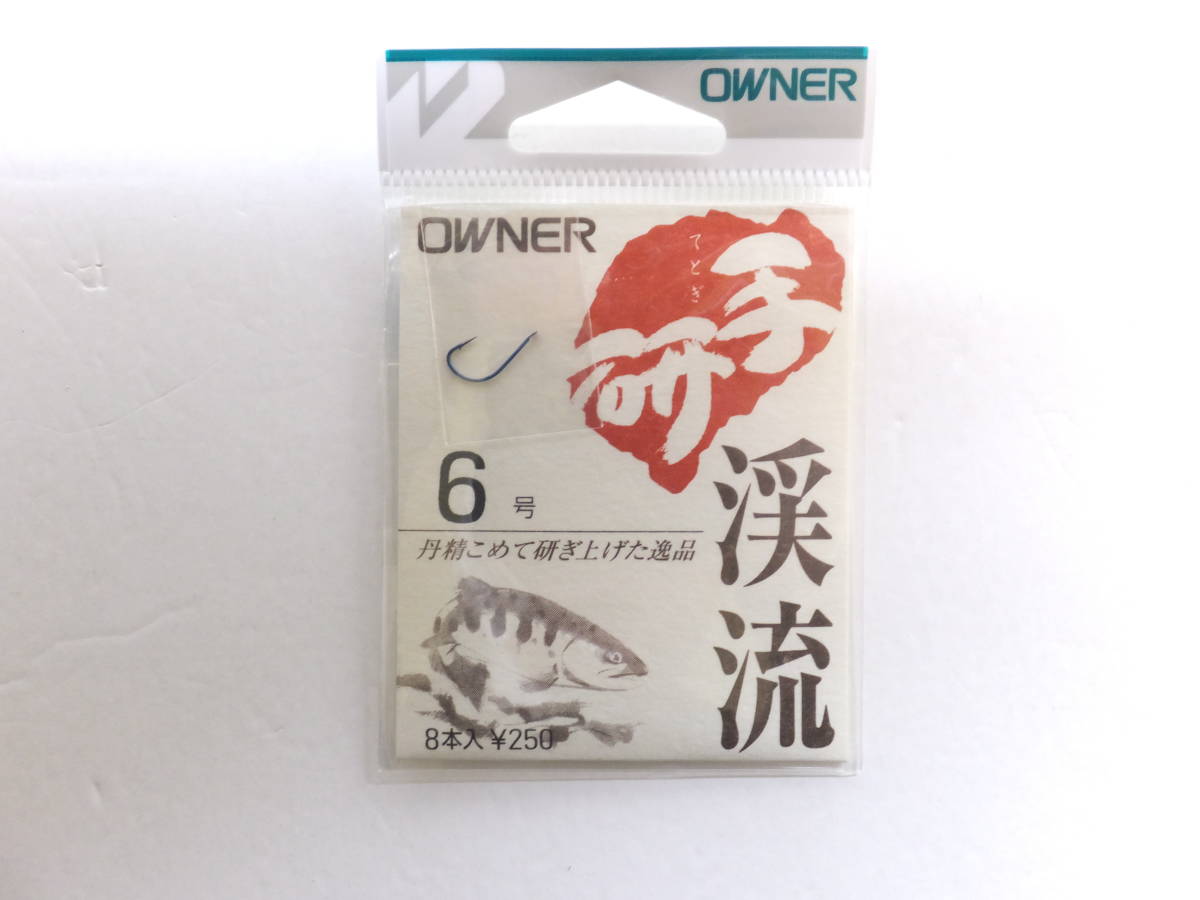 OWNER
OWNER
手研
てとぎ
渓流
6号
丹精こめて研ぎ上げた逸品
8本入 ¥250